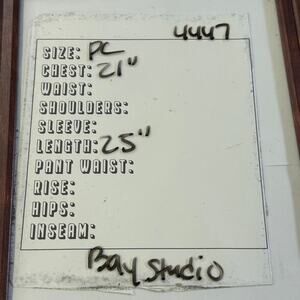 4447
SIZE: PL
CHEST: 21"
WAIST:
SHOULDERS:
SLEEVE:
LENGTH: 25"
PANT WAIST:
RISE:
HIPS:
INSEAM:
Bay Studio